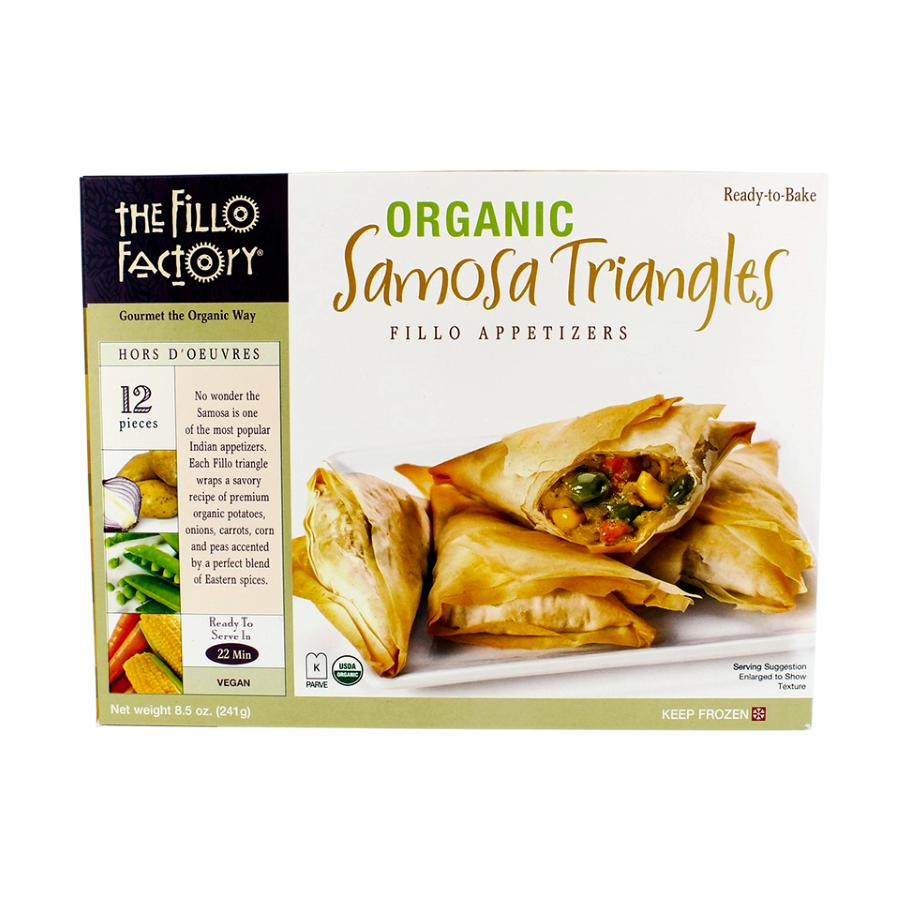 THE FILLO
FACTORY®
Gourmet the Organic Way
HORS D'OEUVRES
12
pieces
No wonder the
Samosa is one
of the most popular
Indian appetizers.
Each Fillo triangle
wraps a savory
recipe of premium
organic potatoes,
onions, carrots, corn
and peas accented
by a perfect blend
of Eastern spices.
Ready To
Serve In
22 Min
VEGAN
Net weight 8.5 oz. (241g)
Ready-to-Bake
ORGANIC
Samosa Triangles
FILLO APPETIZERS
K
PARVE
USDA
ORGANIC
Serving Suggestion
Enlarged to Show
Texture
KEEP FROZEN